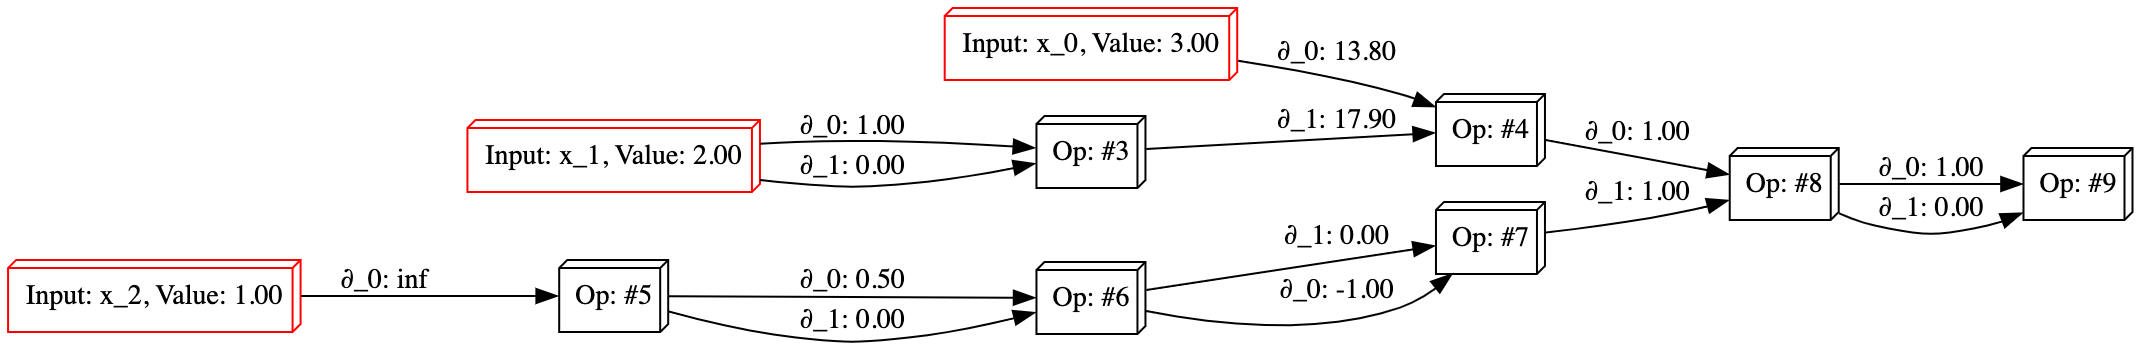 Input: x_0, Value: 3.00
∂_0: 13.80
Input: x_1, Value: 2.00
∂_0: 1.00
∂_1: 0.00
Op: #3
∂_1: 17.90
Op: #4
∂_0: 1.00
Op: #8
∂_0: 1.00
∂_1: 0.00
Op: #9
Input: x_2, Value: 1.00
∂_0: inf
Op: #5
∂_0: 0.50
∂_1: 0.00
Op: #6
∂_1: 0.00
∂_0: -1.00
Op: #7
∂_1: 1.00